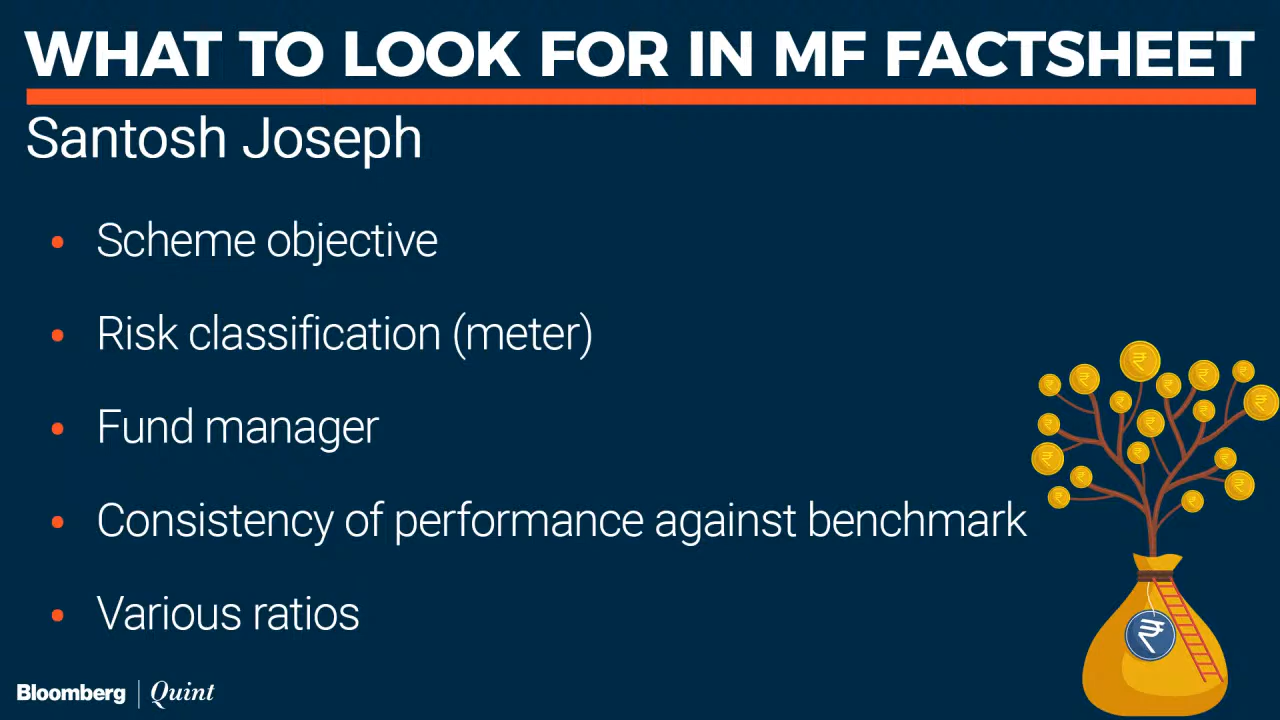 WHAT TO LOOK FOR IN MF FACTSHEET
Santosh Joseph
• Scheme objective
• Risk classification (meter)
• Fund manager
• Consistency of performance against benchmark
• Various ratios
₹
Bloomberg | Quint